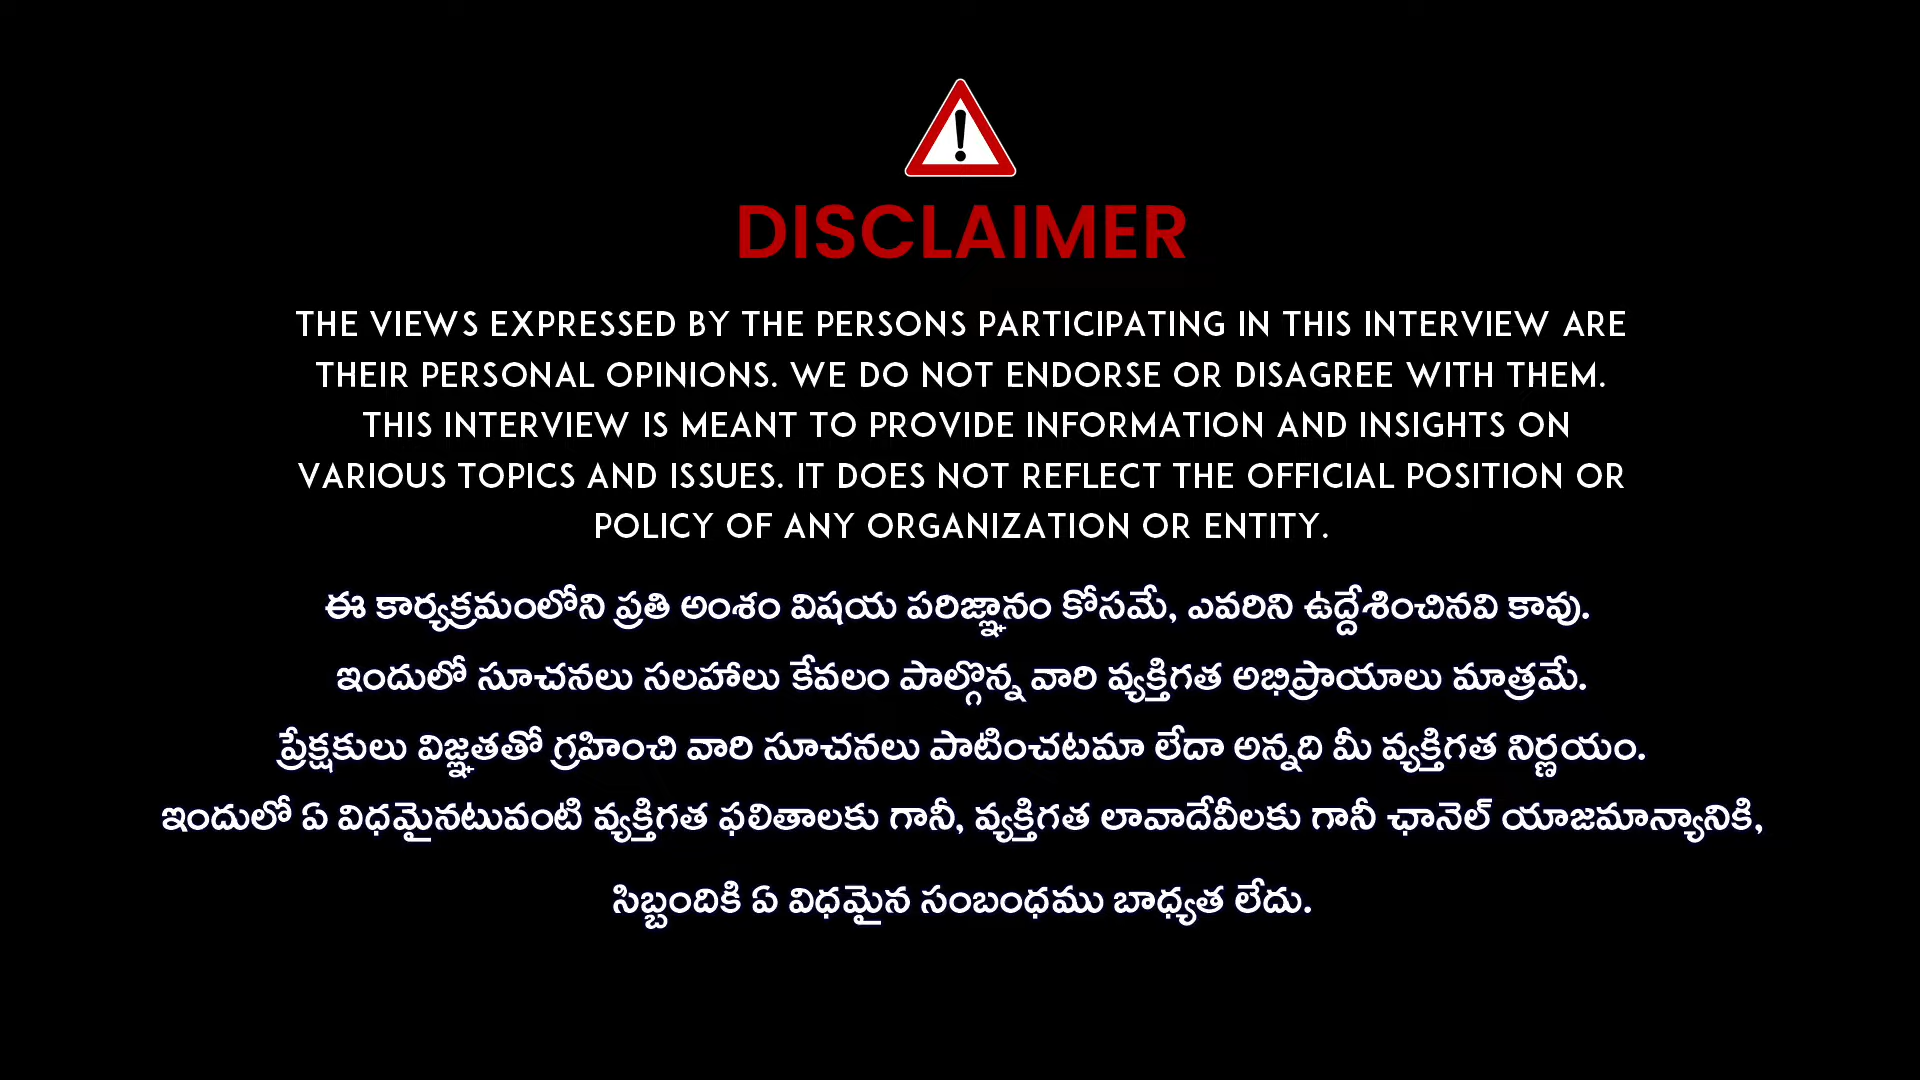 DISCLAIMER
THE VIEWS EXPRESSED BY THE PERSONS PARTICIPATING IN THIS INTERVIEW ARE
THEIR PERSONAL OPINIONS. WE DO NOT ENDORSE OR DISAGREE WITH THEM.
THIS INTERVIEW IS MEANT TO PROVIDE INFORMATION AND INSIGHTS ON
VARIOUS TOPICS AND ISSUES. IT DOES NOT REFLECT THE OFFICIAL POSITION OR
POLICY OF ANY ORGANIZATION OR ENTITY.
ఈ కార్యక్రమంలోని ప్రతి అంశం విషయ పరిజ్ఞానం కోసమే, ఎవరిని ఉద్దేశించినవి కావు.
ఇందులో సూచనలు సలహాలు కేవలం పాల్గొన్న వారి వ్యక్తిగత అభిప్రాయాలు మాత్రమే.
ప్రేక్షకులు విజ్ఞతతో గ్రహించి వారి సూచనలు పాటించటమా లేదా అన్నది మీ వ్యక్తిగత నిర్ణయం.
ఇందులో ఏ విధమైనటువంటి వ్యక్తిగత ఫలితాలకు గానీ, వ్యక్తిగత లావాదేవీలకు గానీ ఛానెల్ యాజమాన్యానికి,
సిబ్బందికి ఏ విధమైన సంబంధము బాధ్యత లేదు.